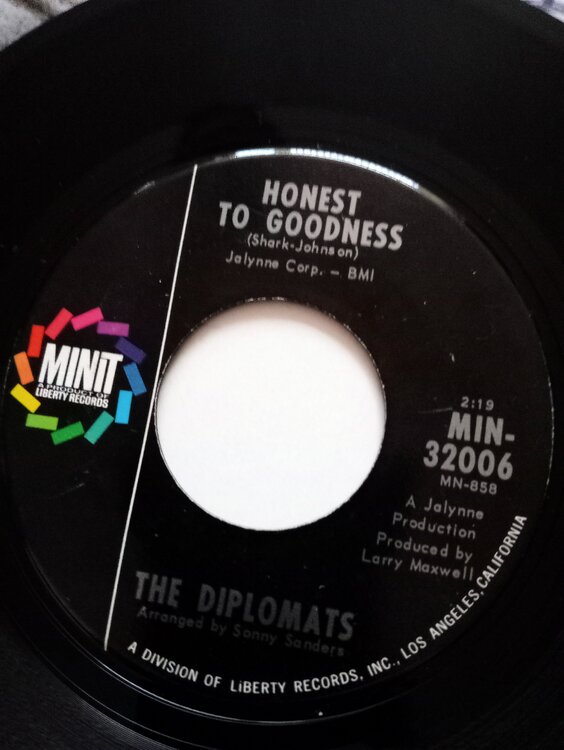 HONEST
TO GOODNESS
(Shark-Johnson)
Jalynne Corp. - BMI
MINIT
A PRODUCT OF
LIBERTY RECORDS
2:19
MIN-
32006
MN-858
A Jalynne
Production
Produced by
Larry Maxwell
THE DIPLOMATS
Arranged by Sonny Sanders
A DIVISION OF LIBERTY RECORDS, INC., LOS ANGELES, CALIFORNIA